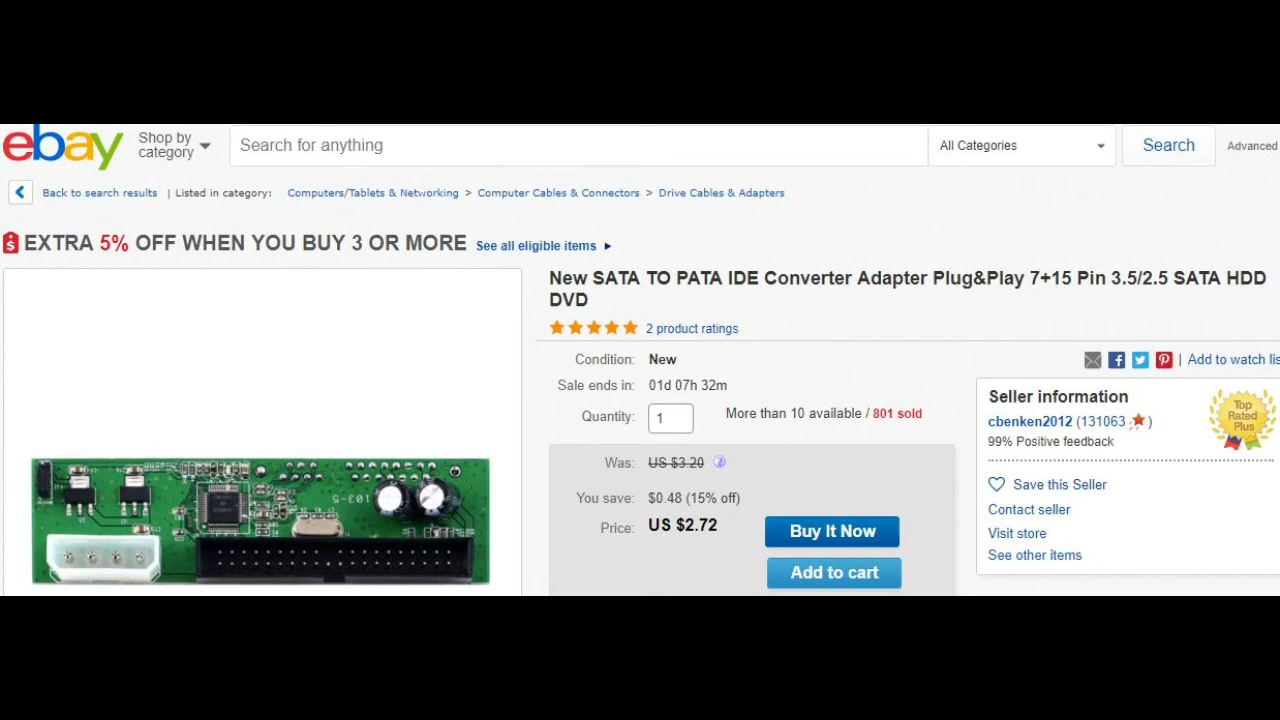 ebay
Shop by
category
Search for anything
All Categories
Search
Advanced
Back to search results | Listed in category: Computers/Tablets & Networking > Computer Cables & Connectors > Drive Cables & Adapters
EXTRA 5% OFF WHEN YOU BUY 3 OR MORE See all eligible items
New SATA TO PATA IDE Converter Adapter Plug&Play 7+15 Pin 3.5/2.5 SATA HDD
DVD
2 product ratings
Condition: New
| Add to watch lis
Sale ends in: 01d 07h 32m
Quantity: 1
More than 10 available / 801 sold
Was: US $3.20
You save: $0.48 (15% off)
Price: US $2.72
Buy It Now
Add to cart
Seller information
cbenken2012 (131063 )
99% Positive feedback
Top
Rated
Plus
Save this Seller
Contact seller
Visit store
See other items
103-5